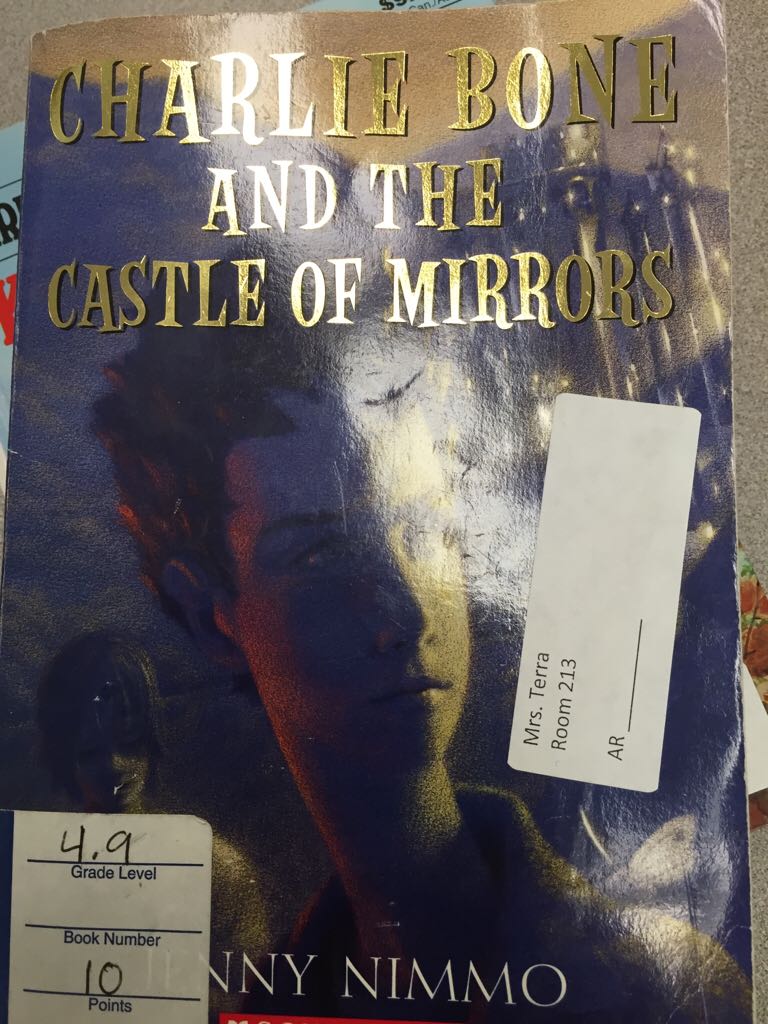 CHARLIE BONE
AND THE
CASTLE OF MIRRORS
Mrs. Terra
Room 213
AR
4.9
Grade Level
Book Number
10
Points
JENNY NIMMO